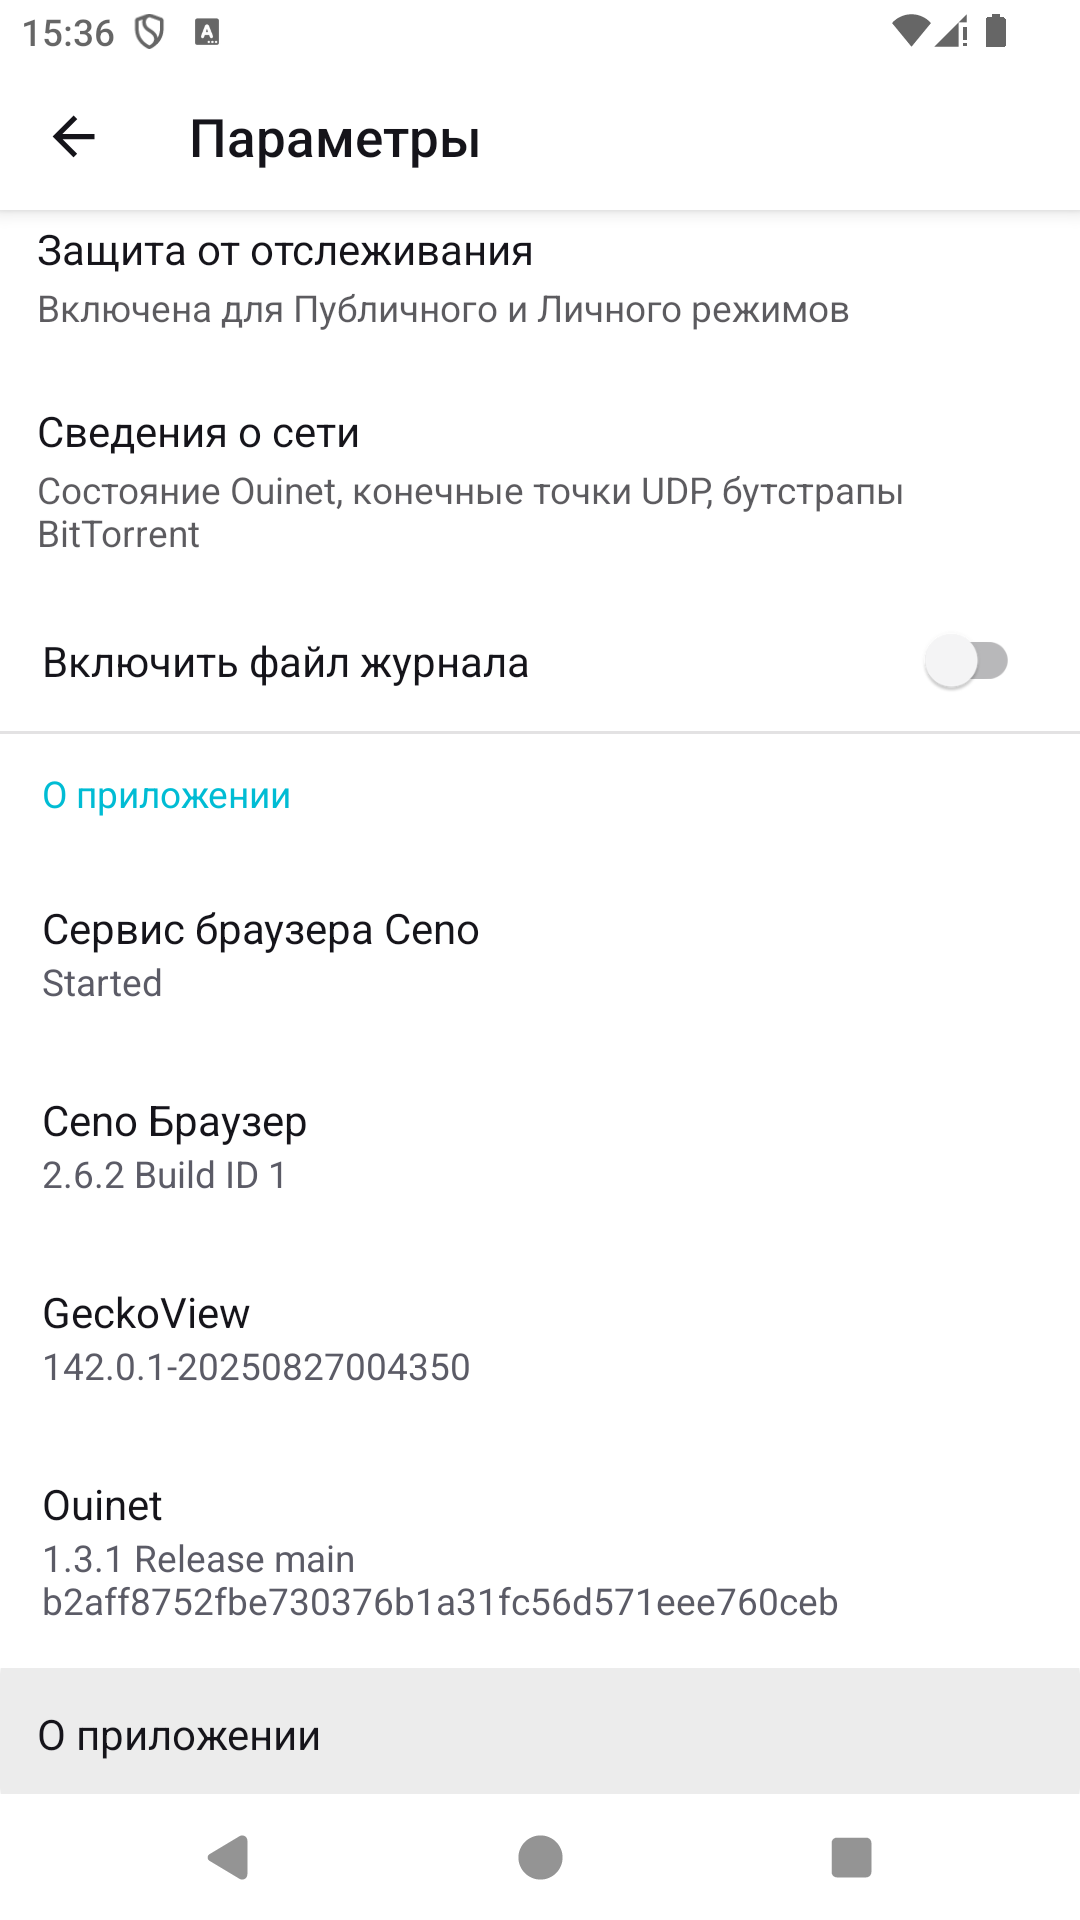 15:36
Параметры
Защита от отслеживания
Включена для Публичного и Личного режимов
Сведения о сети
Состояние Ouinet, конечные точки UDP, бутстрапы
BitTorrent
Включить файл журнала
О приложении
Сервис браузера Ceno
Started
Ceno Браузер
2.6.2 Build ID 1
GeckoView
142.0.1-20250827004350
Ouinet
1.3.1 Release main
b2aff8752fbe730376b1a31fc56d571eee760ceb
О приложении